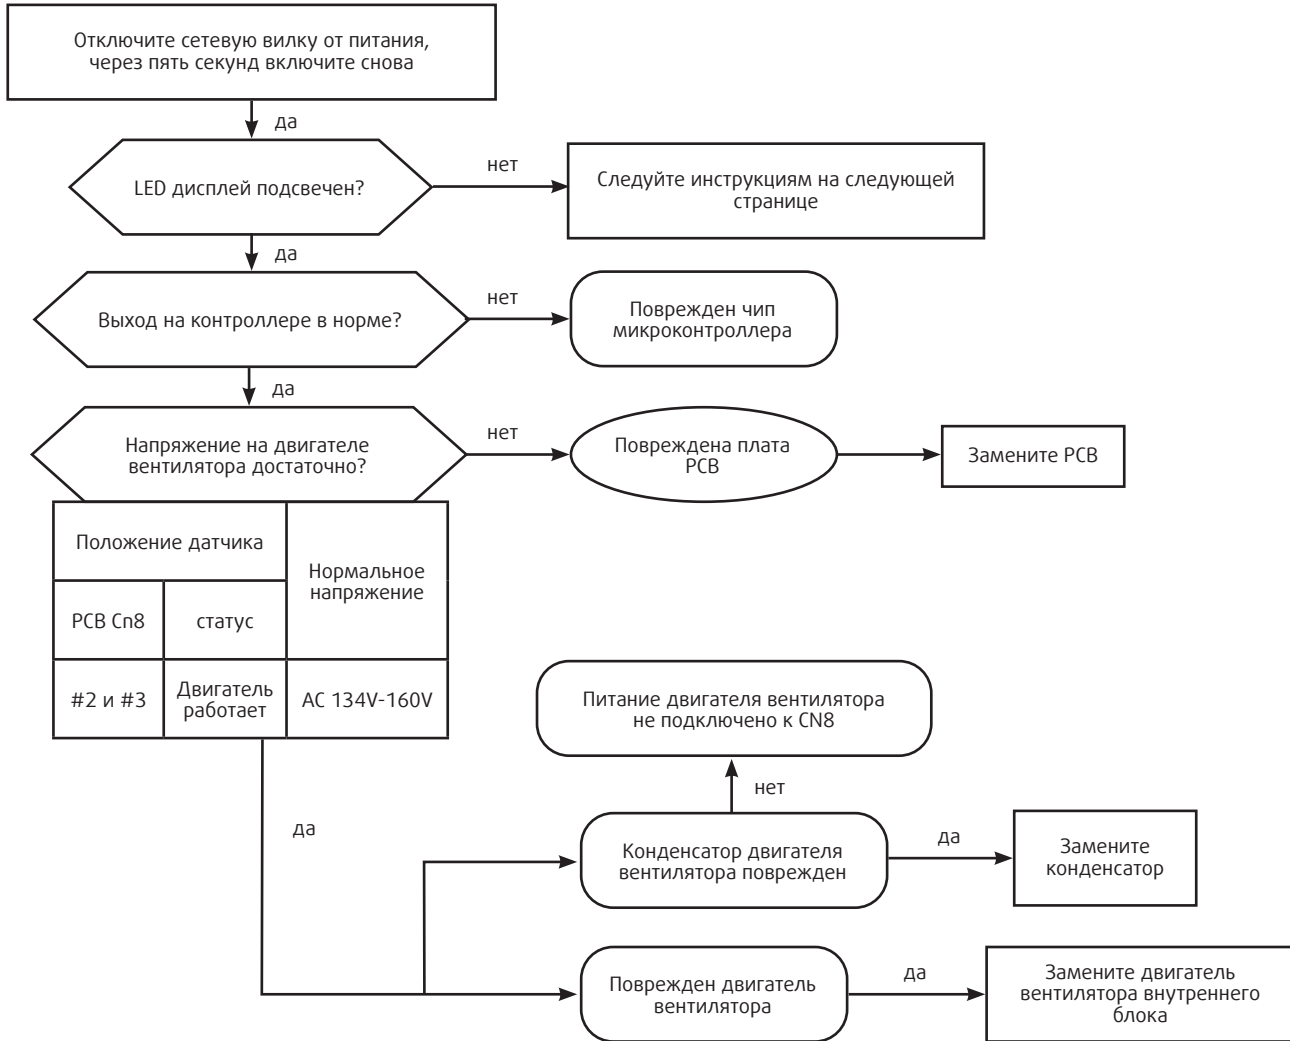 Отключите сетевую вилку от питания,
через пять секунд включите снова
да
LED дисплей подсвечен?
нет
Следуйте инструкциям на следующей
странице
да
Выход на контроллере в норме?
нет
Поврежден чип
микроконтроллера
да
Напряжение на двигателе
вентилятора достаточно?
нет
Повреждена плата
PCB
Замените PCB
Положение датчика
Нормальное
напряжение
PCB Cn8
статус
#2 и #3
Двигатель
работает
AC 134V-160V
Питание двигателя вентилятора
не подключено к CN8
нет
да
Конденсатор двигателя
вентилятора поврежден
да
Замените
конденсатор
Поврежден двигатель
вентилятора
да
Замените двигатель
вентилятора внутреннего
блока